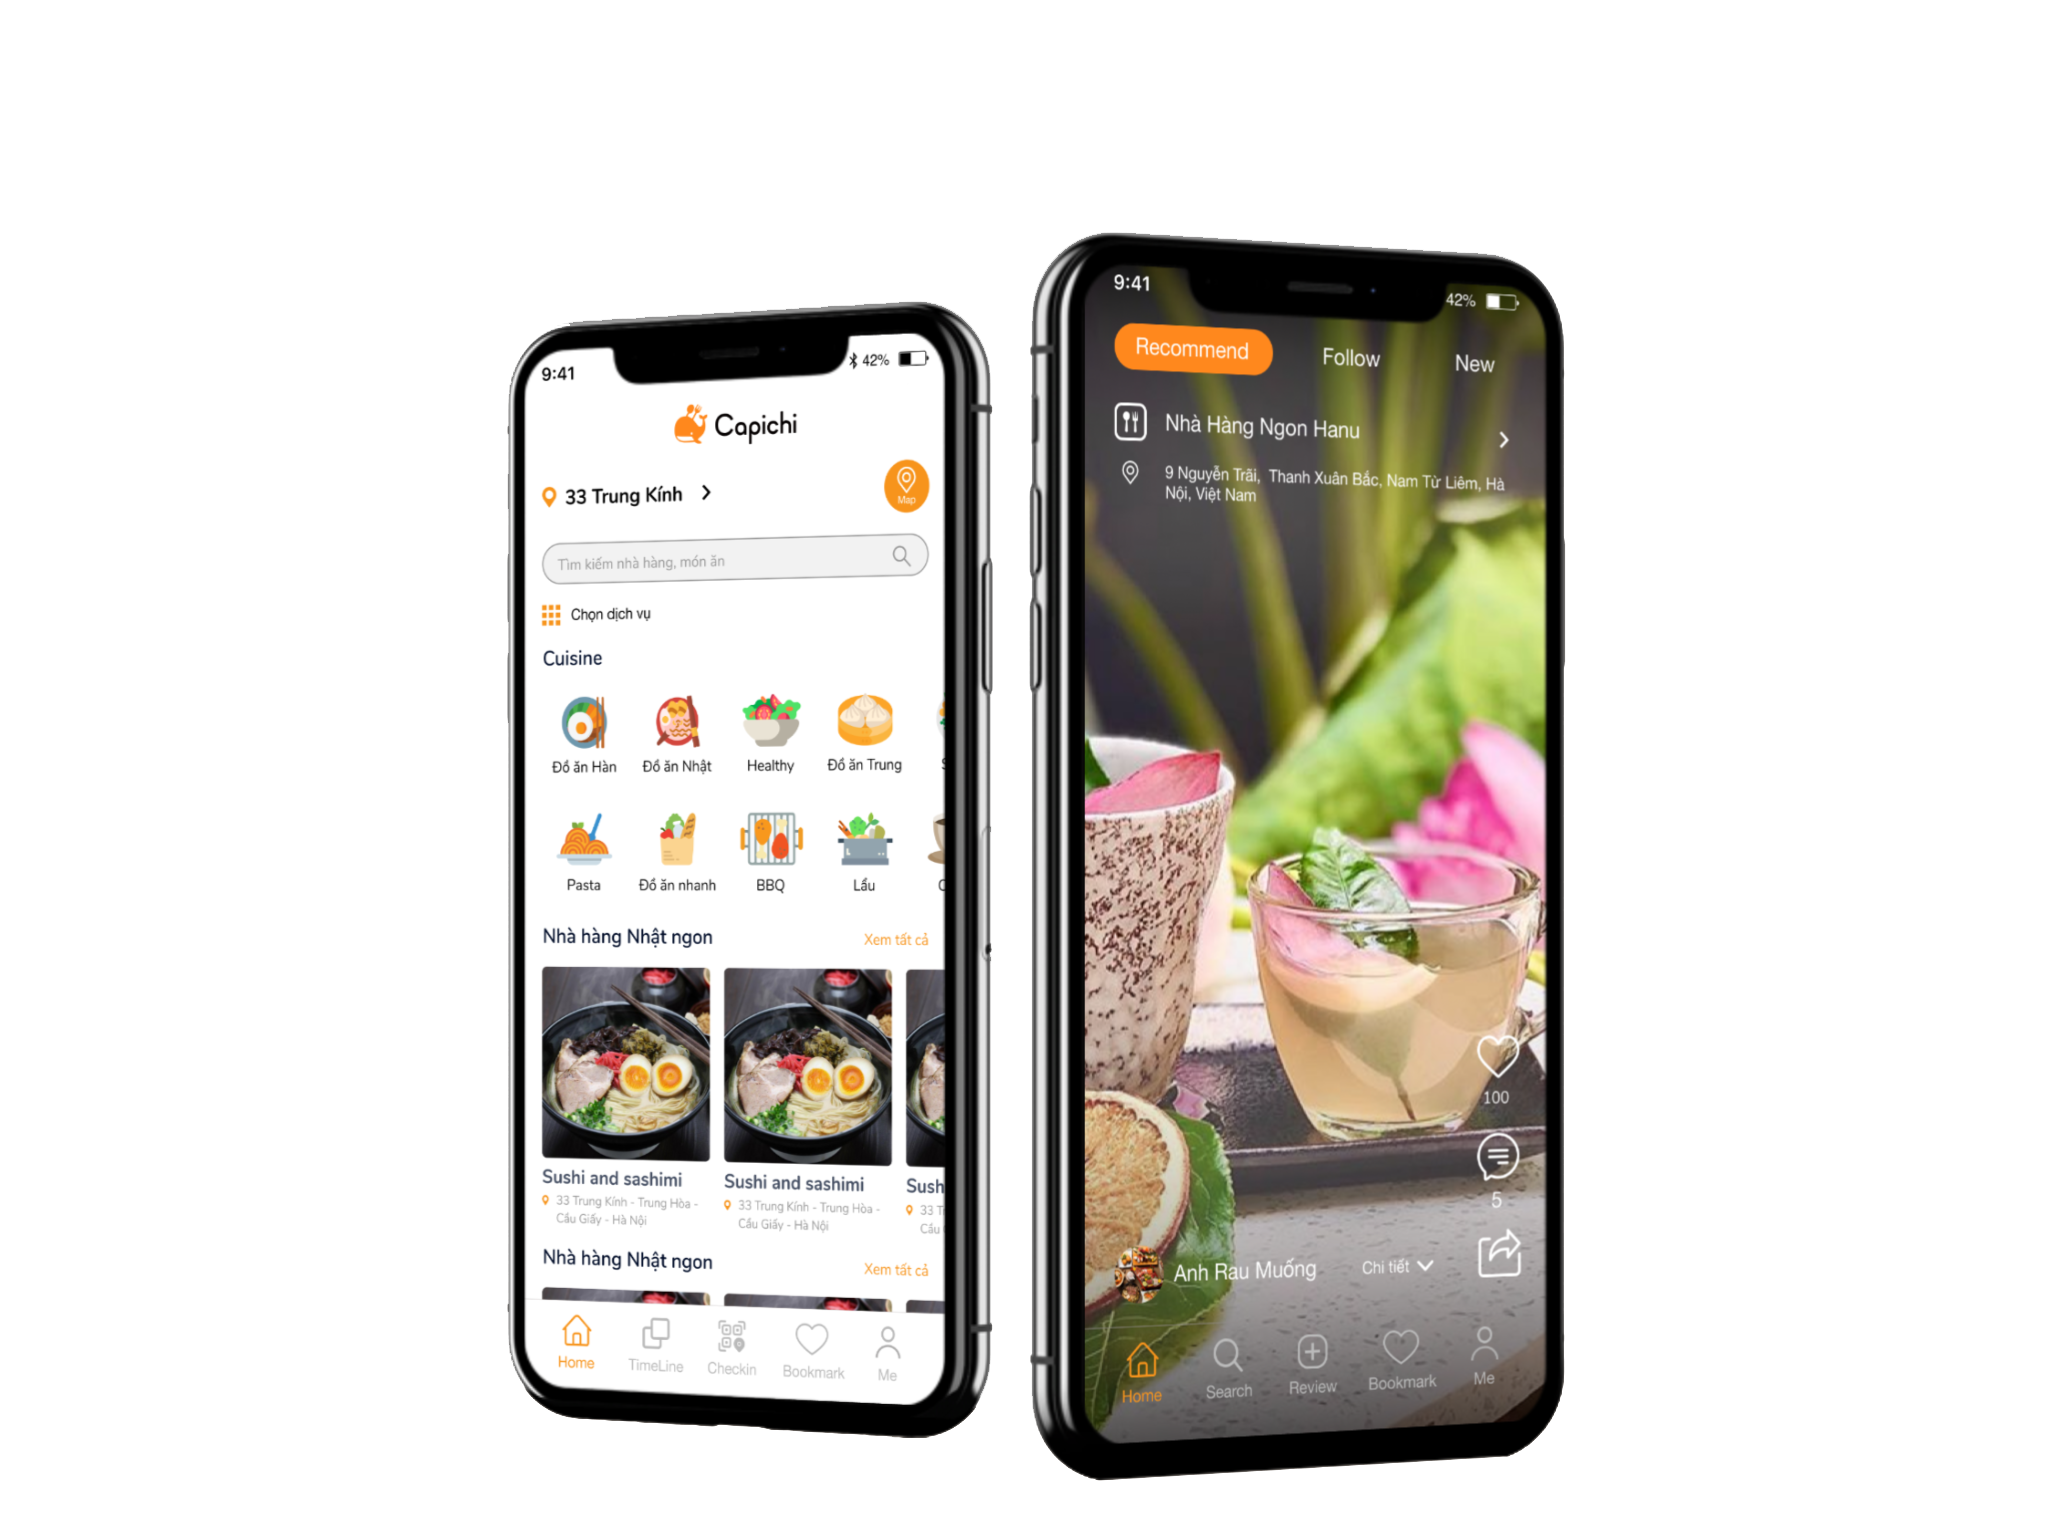 9:41
42%
Capichi
33 Trung Kính
Map
Tìm kiếm nhà hàng, món ăn
Chọn dịch vụ
Cuisine
Đồ ăn Hàn
Đồ ăn Nhật
Healthy
Đồ ăn Trung
Pasta
Đồ ăn nhanh
BBQ
Lẩu
Nhà hàng Nhật ngon
Xem tất cả
Sushi and sashimi
33 Trung Kính - Trung Hòa -
Cầu Giấy - Hà Nội
Sushi and sashimi
33 Trung Kính - Trung Hòa -
Cầu Giấy - Hà Nội
Sush
33 T
Cầu
Nhà hàng Nhật ngon
Xem tất cả
Home
TimeLine
Checkin
Bookmark
Me
9:41
42%
Recommend
Follow
New
Nhà Hàng Ngon Hanu
9 Nguyễn Trãi, Thanh Xuân Bắc, Nam Từ Liêm, Hà
Nội, Việt Nam
100
5
Anh Rau Muống
Chi tiết
Home
Search
Review
Bookmark
Me